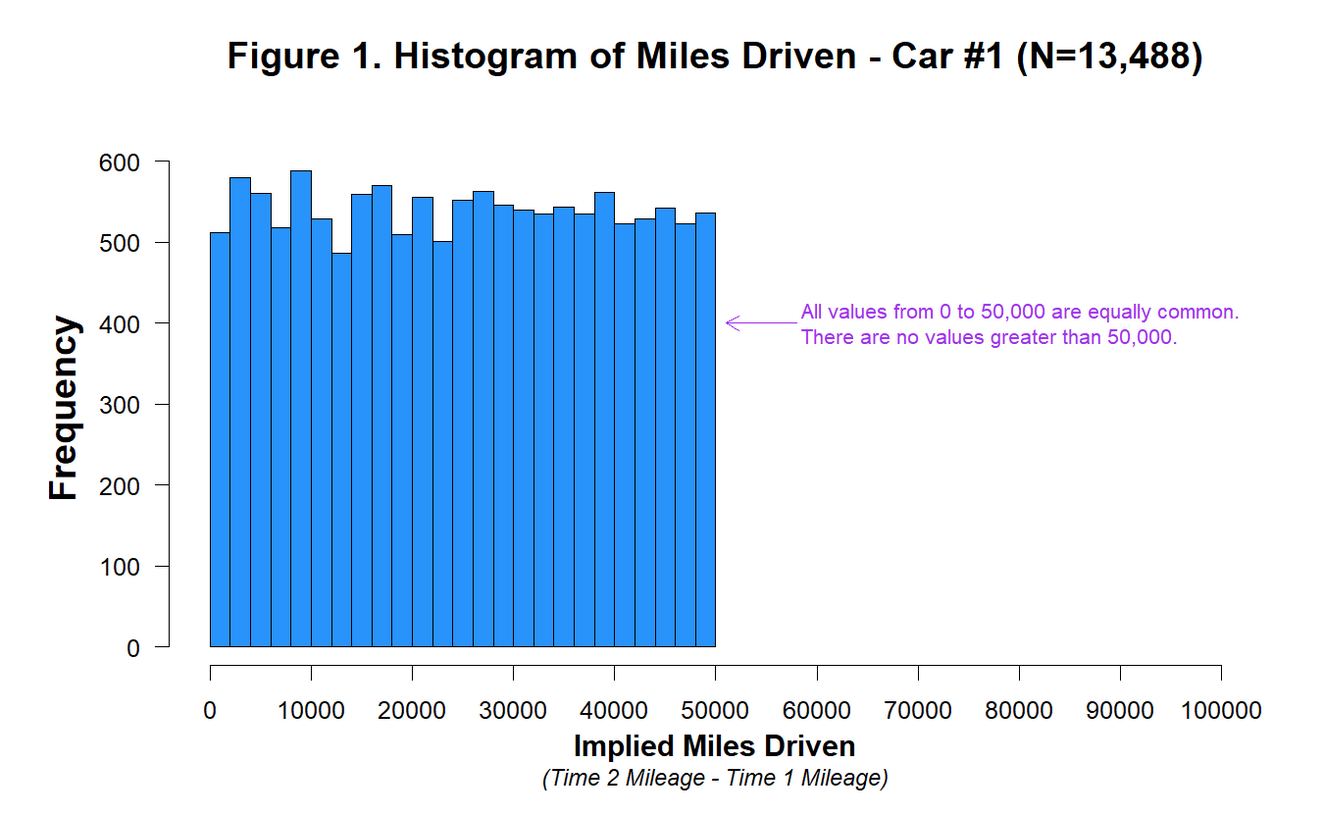 Figure 1. Histogram of Miles Driven - Car #1 (N=13,488)
600
500
400
300
200
100
0
Frequency
All values from 0 to 50,000 are equally common.
There are no values greater than 50,000.
0 10000 20000 30000 40000 50000 60000 70000 80000 90000 100000
Implied Miles Driven
(Time 2 Mileage - Time 1 Mileage)